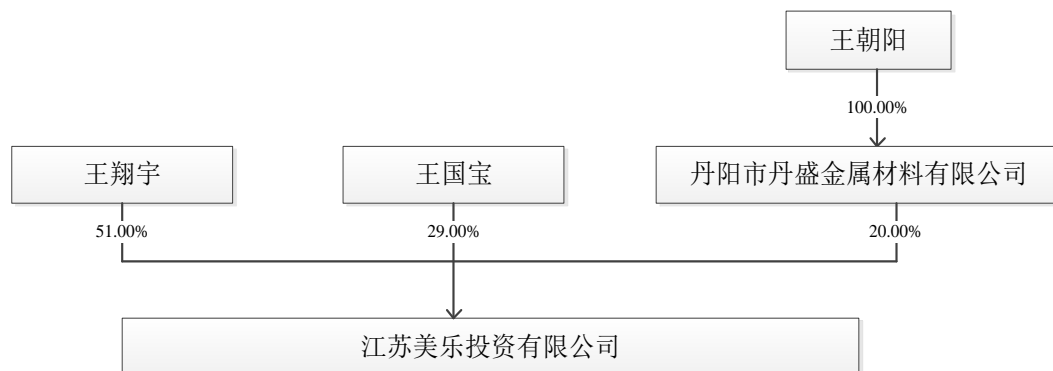 王朝阳
100.00%
王翔宇
王国宝
丹阳市丹盛金属材料有限公司
51.00%
29.00%
20.00%
江苏美乐投资有限公司